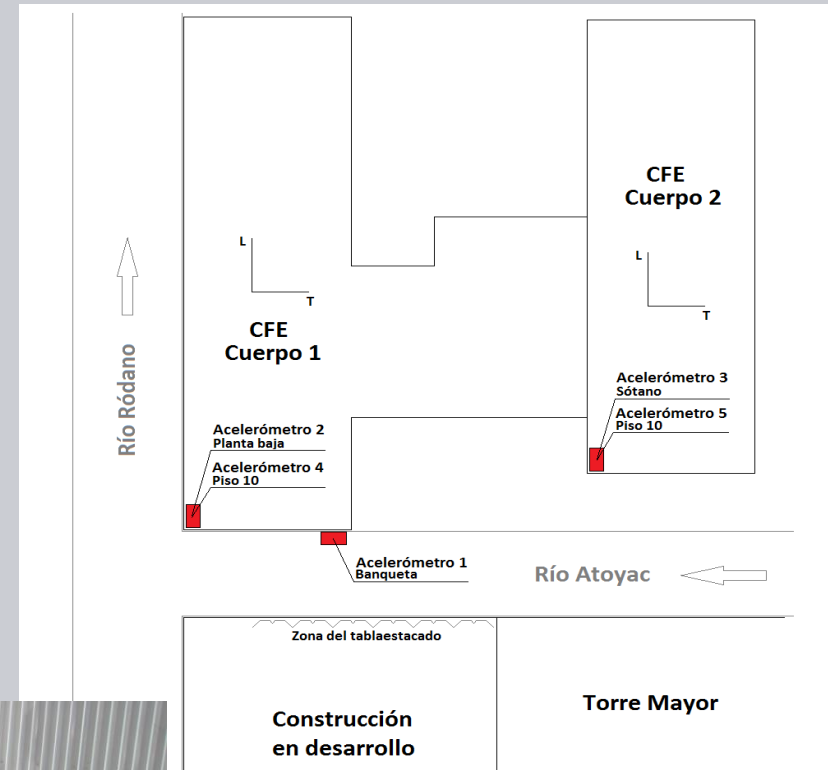 CFE
Cuerpo 2
L
T
L
T
CFE
Cuerpo 1
Río Ródano
Acelerómetro 3
Sótano
Acelerómetro 5
Piso 10
Acelerómetro 2
Planta baja
Acelerómetro 4
Piso 10
Acelerómetro 1
Banqueta
Río Atoyac
Zona del tablaestacado
Construcción
en desarrollo
Torre Mayor